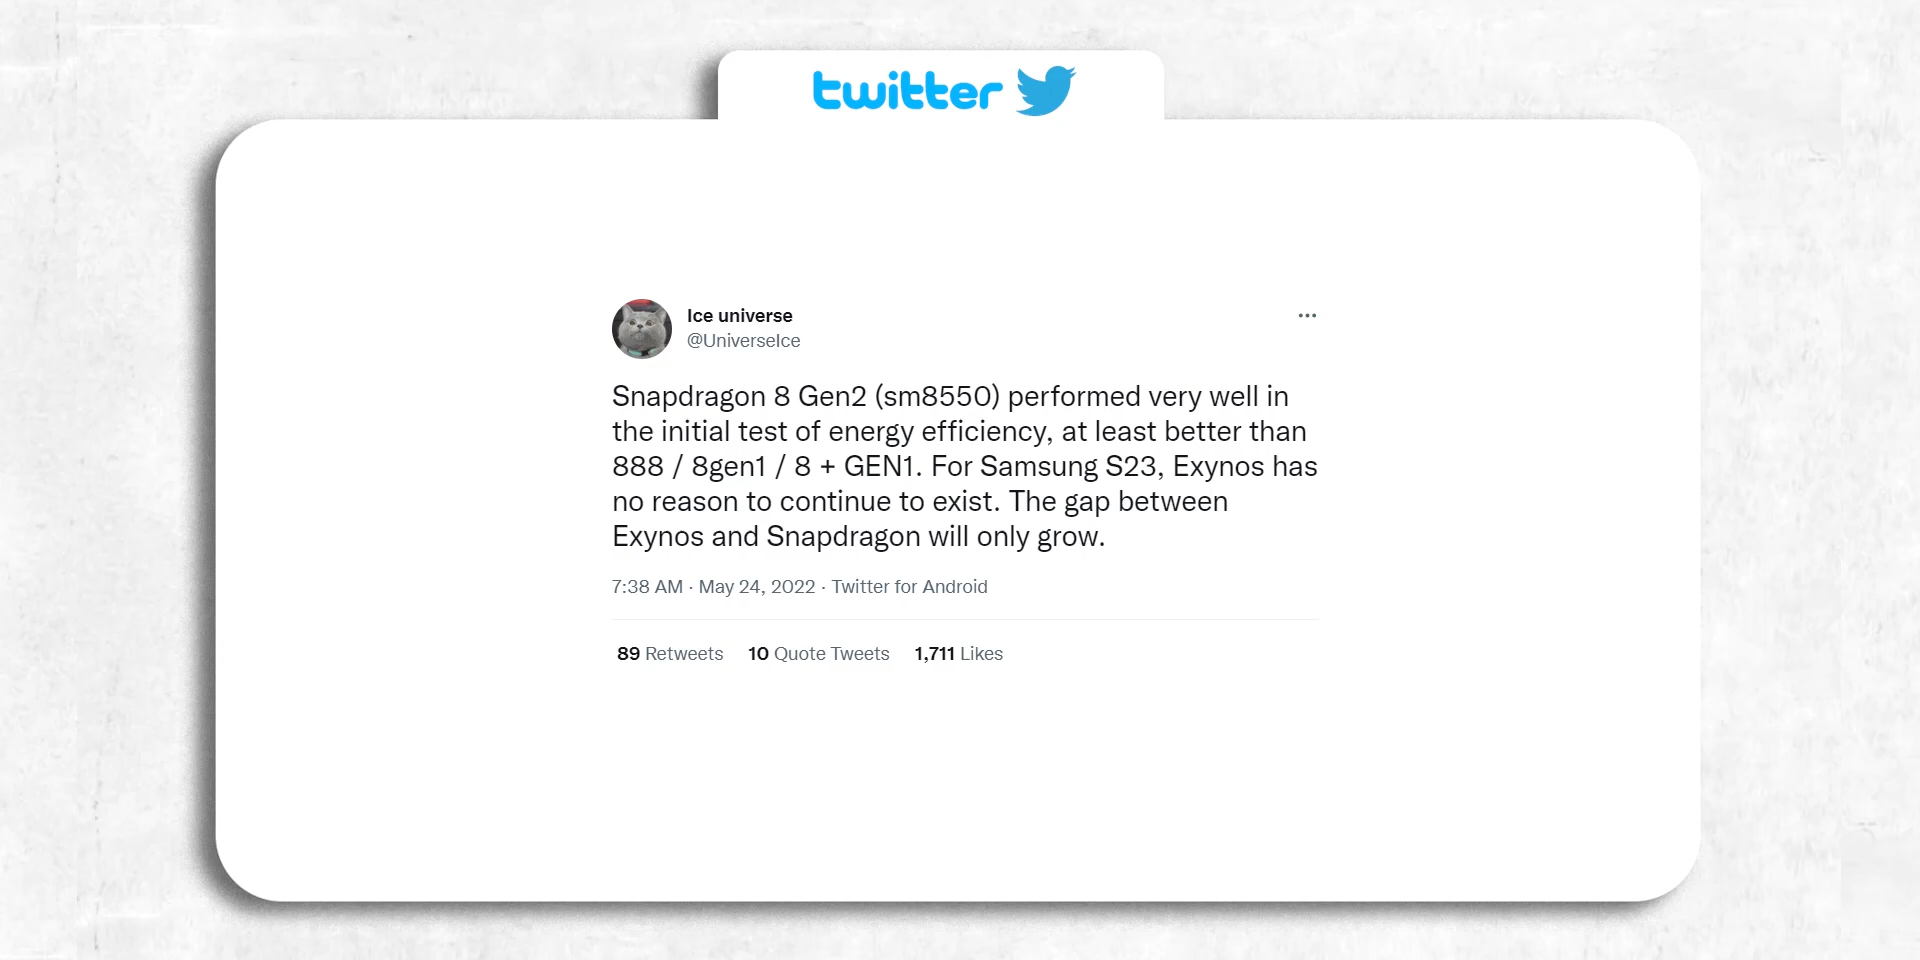 twitter
Ice universe
@UniverseIce
Snapdragon 8 Gen2 (sm8550) performed very well in
the initial test of energy efficiency, at least better than
888 / 8gen1 / 8 + GEN1. For Samsung S23, Exynos has
no reason to continue to exist. The gap between
Exynos and Snapdragon will only grow.
7:38 AM · May 24, 2022 · Twitter for Android
89 Retweets 10 Quote Tweets 1,711 Likes